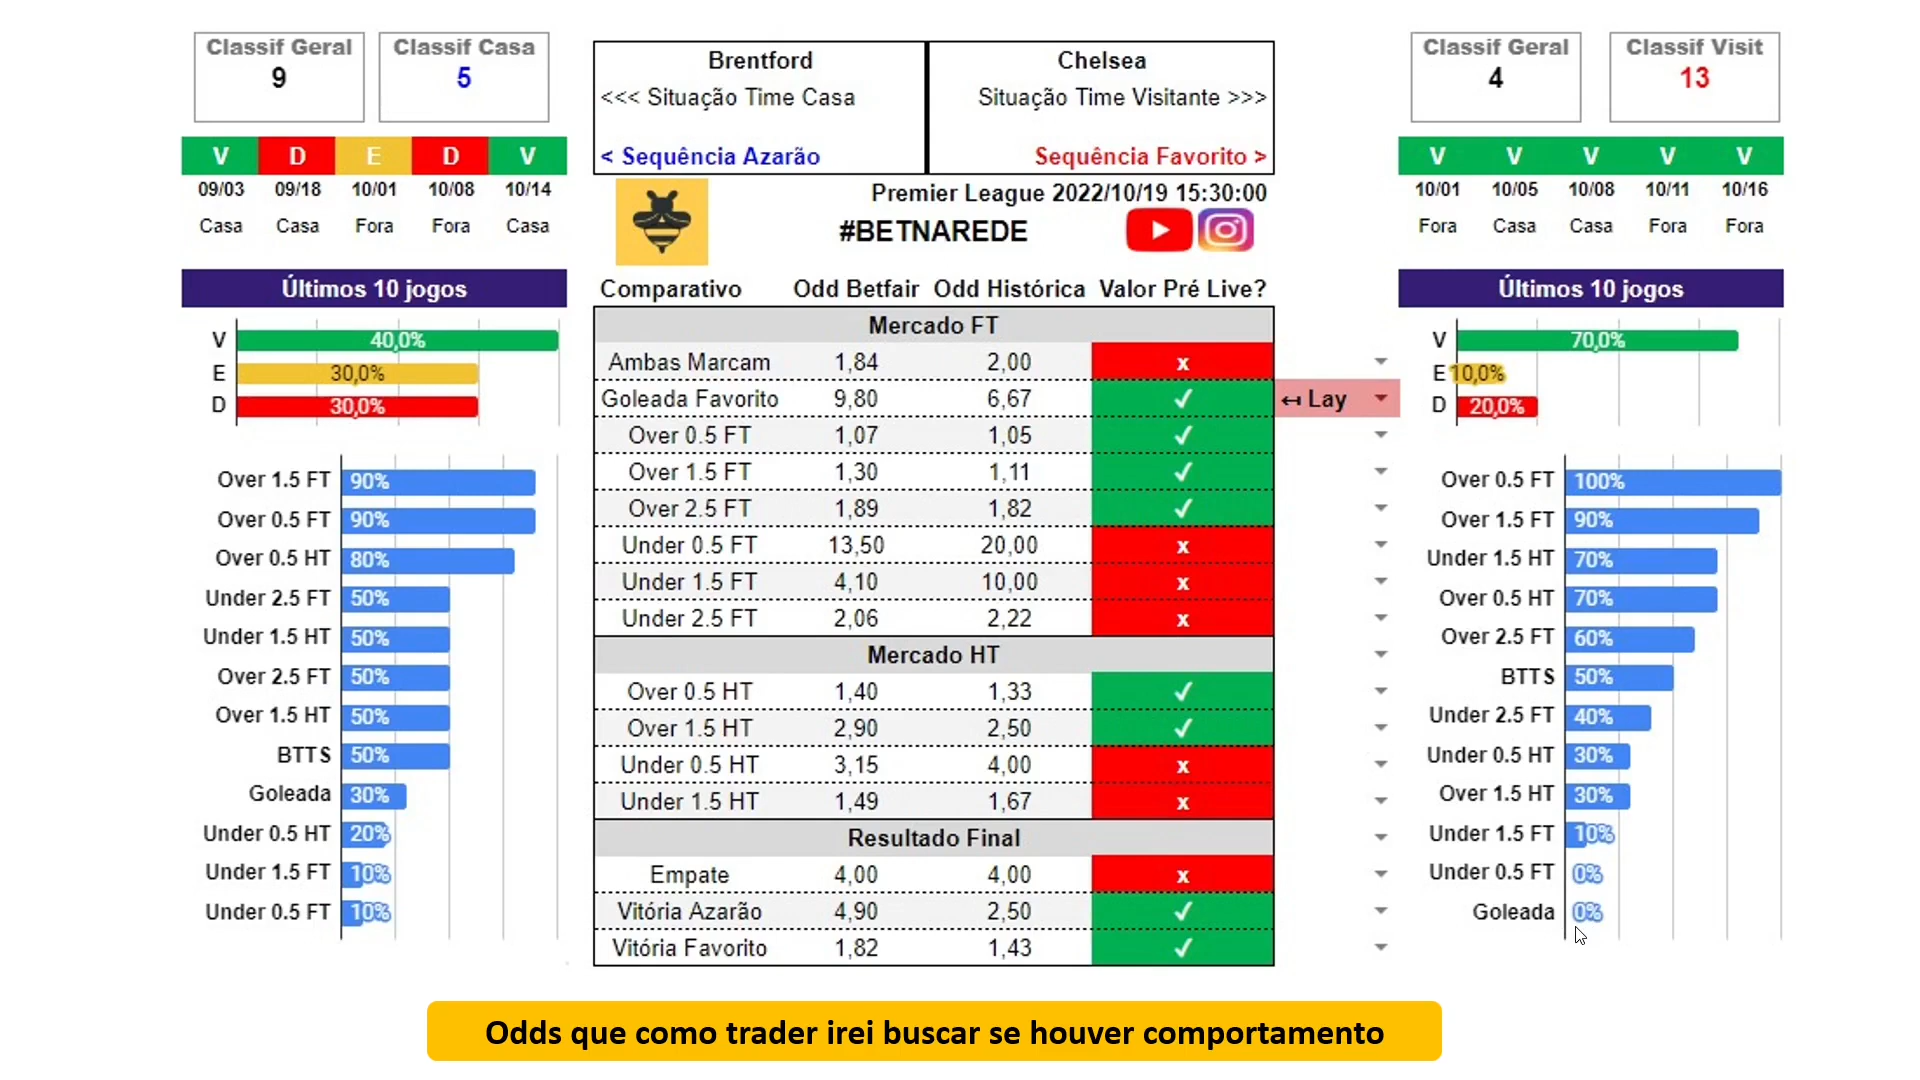 Classif Geral
9
Classif Casa
5
V D E D V
09/03 09/18 10/01 10/08 10/14
Casa Casa Fora Fora Casa
Últimos 10 jogos
V 40,0%
E 30,0%
D 30,0%
Over 1.5 FT 90%
Over 0.5 FT 90%
Over 0.5 HT 80%
Under 2.5 FT 50%
Under 1.5 HT 50%
Over 2.5 FT 50%
Over 1.5 HT 50%
BTTS 50%
Goleada 30%
Under 0.5 HT 20%
Under 1.5 FT 10%
Under 0.5 FT 10%
Brentford
<<< Situação Time Casa
< Sequência Azarão
Chelsea
Situação Time Visitante >>>
Sequência Favorito >
Premier League 2022/10/19 15:30:00
#BETNAREDE
Comparativo Odd Betfair Odd Histórica Valor Pré Live?
Mercado FT
Ambas Marcam 1,84 2,00 x
Goleada Favorito 9,80 6,67 ✓ ↤ Lay
Over 0.5 FT 1,07 1,05 ✓
Over 1.5 FT 1,30 1,11 ✓
Over 2.5 FT 1,89 1,82 ✓
Under 0.5 FT 13,50 20,00 x
Under 1.5 FT 4,10 10,00 x
Under 2.5 FT 2,06 2,22 x
Mercado HT
Over 0.5 HT 1,40 1,33 ✓
Over 1.5 HT 2,90 2,50 ✓
Under 0.5 HT 3,15 4,00 x
Under 1.5 HT 1,49 1,67 x
Resultado Final
Empate 4,00 4,00 x
Vitória Azarão 4,90 2,50 ✓
Vitória Favorito 1,82 1,43 ✓
Classif Geral
4
Classif Visit
13
V V V V V
10/01 10/05 10/08 10/11 10/16
Fora Casa Casa Fora Fora
Últimos 10 jogos
V 70,0%
E 10,0%
D 20,0%
Over 0.5 FT 100%
Over 1.5 FT 90%
Under 1.5 HT 70%
Over 0.5 HT 70%
Over 2.5 FT 60%
BTTS 50%
Under 2.5 FT 40%
Under 0.5 HT 30%
Over 1.5 HT 30%
Under 1.5 FT 10%
Under 0.5 FT 0%
Goleada 0%
Odds que como trader irei buscar se houver comportamento